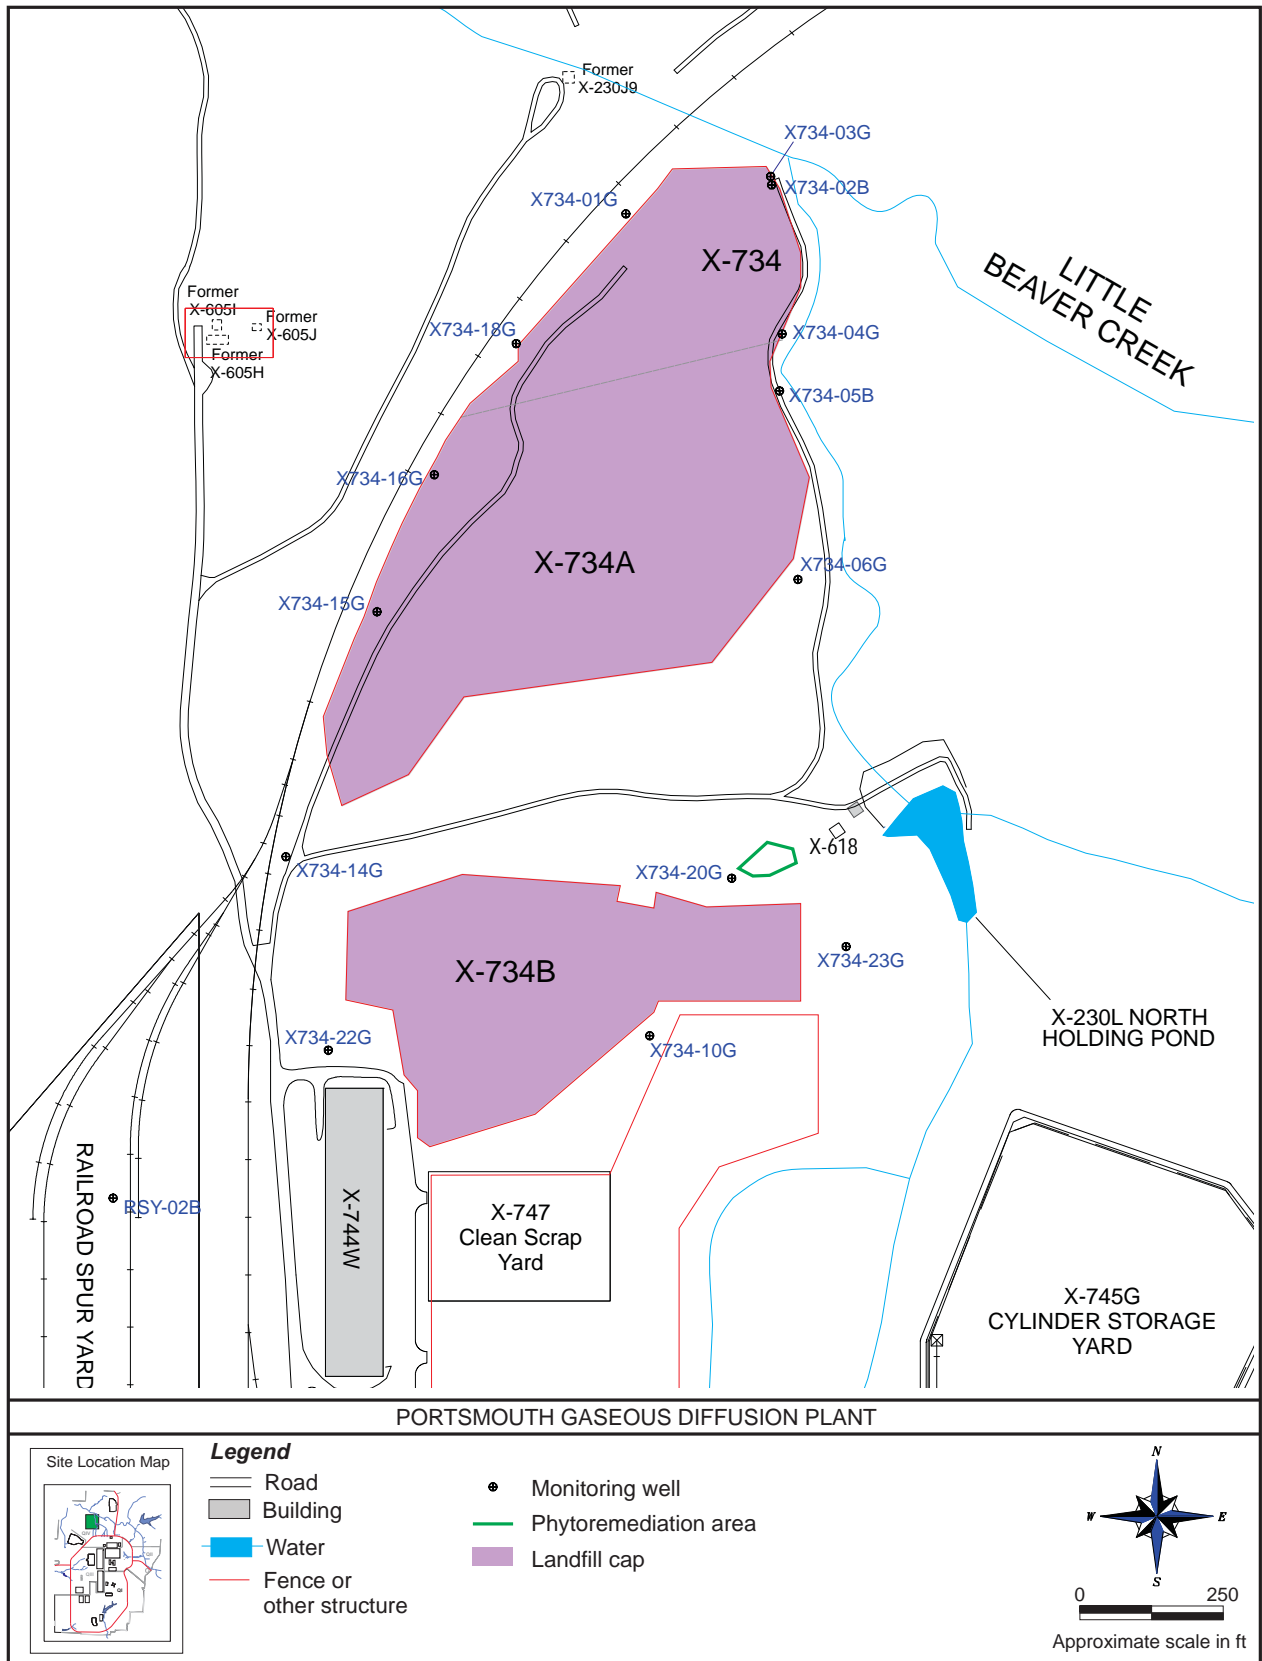 Former
X-230J9
X734-03G
X734-02B
X734-01G
X-734
LITTLE
BEAVER CREEK
Former
X-605I
Former
X-605J
Former
X-605H
X734-18G
X734-04G
X734-05B
X734-16G
X-734A
X734-06G
X734-15G
X-618
X734-14G
X734-20G
X-734B
X734-23G
X-230L NORTH
HOLDING POND
X734-22G
X734-10G
RAILROAD SPUR YARD
RSY-02B
X-744W
X-747
Clean Scrap
Yard
X-745G
CYLINDER STORAGE
YARD
PORTSMOUTH GASEOUS DIFFUSION PLANT
Site Location Map
Legend
Road
Building
Water
Fence or
other structure
Monitoring well
Phytoremediation area
Landfill cap
N
W
E
S
0 250
Approximate scale in ft